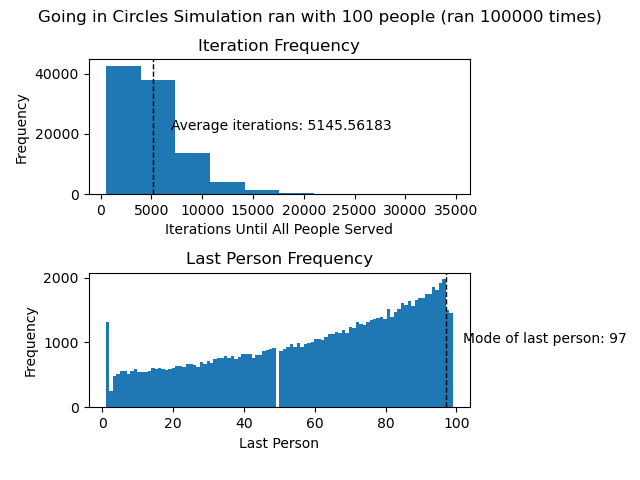 Going in Circles Simulation ran with 100 people (ran 100000 times)
Iteration Frequency
Frequency
40000
20000
0
Average iterations: 5145.56183
0 5000 10000 15000 20000 25000 30000 35000
Iterations Until All People Served
Last Person Frequency
Frequency
2000
1000
0
Mode of last person: 97
0 20 40 60 80 100
Last Person